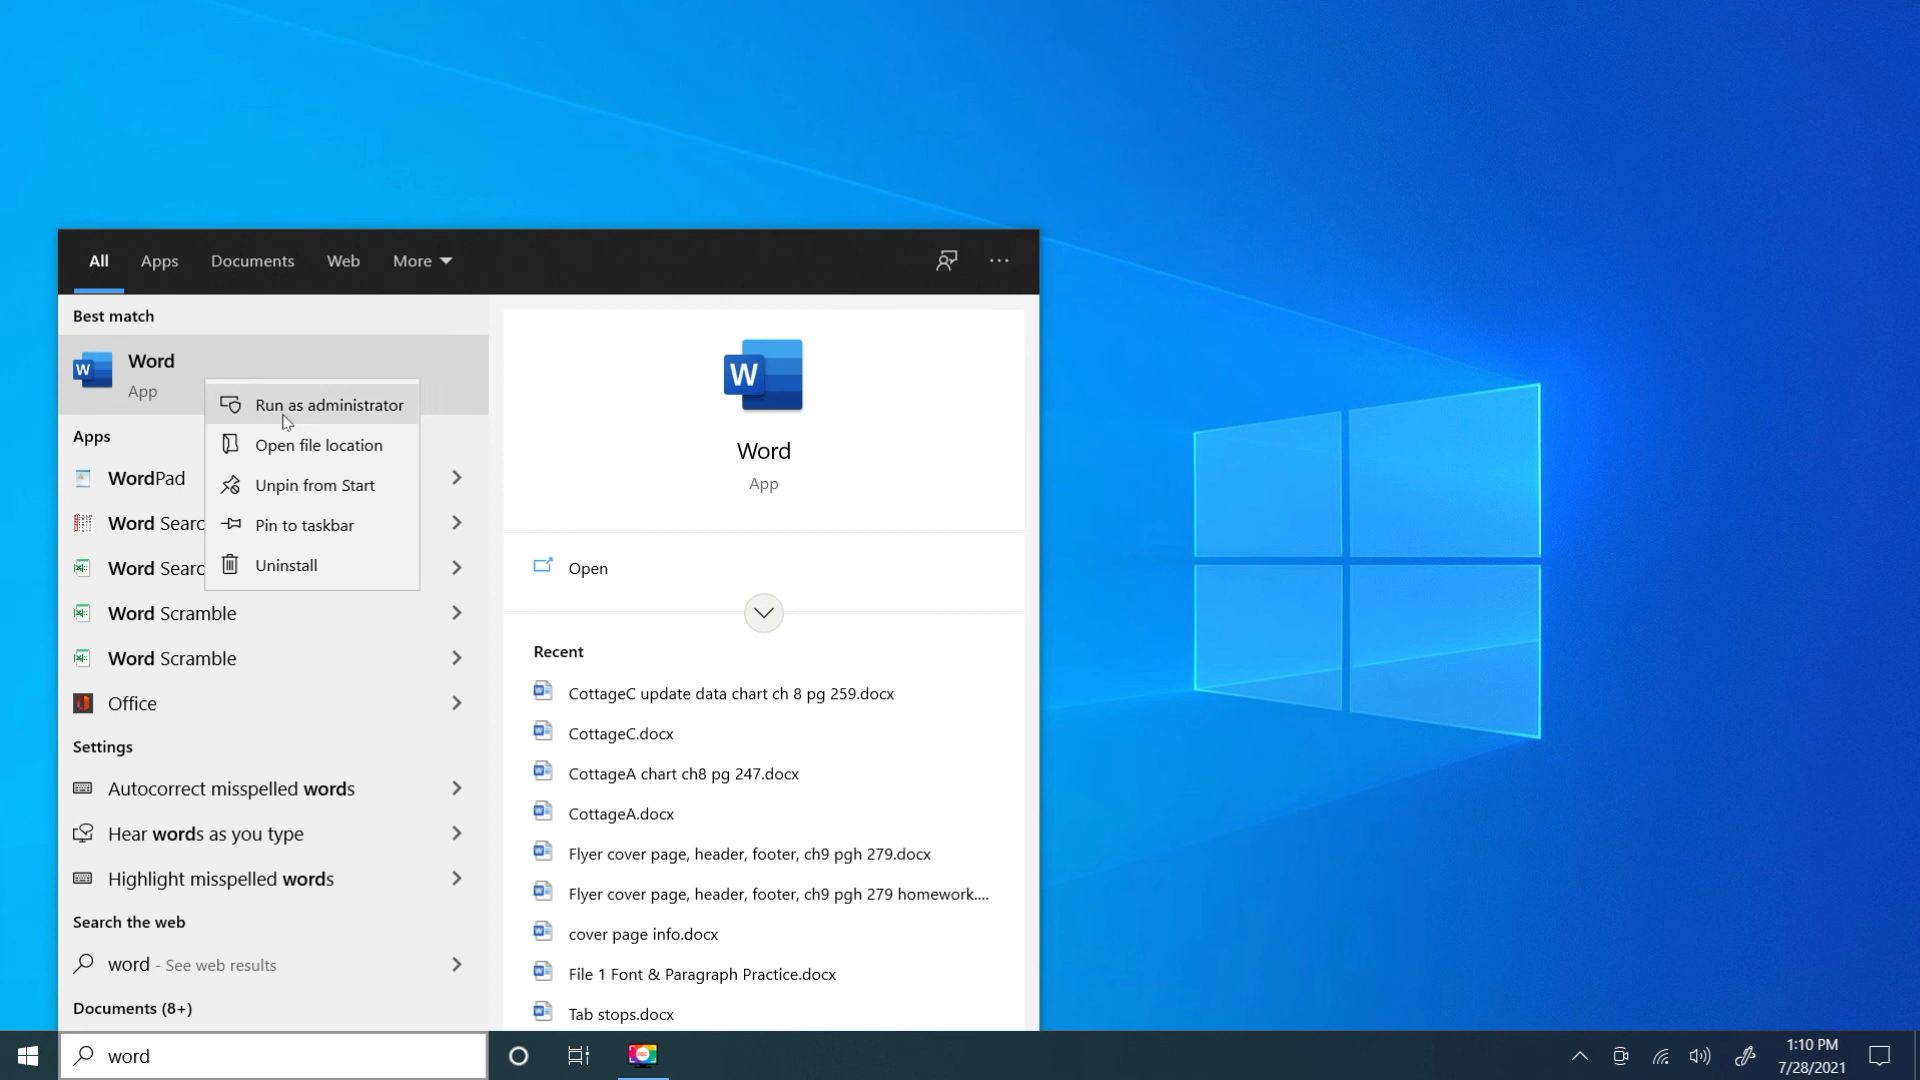 All Apps Documents Web More
Best match
Word
App
Run as administrator
Open file location
Unpin from Start
Pin to taskbar
Uninstall
Apps
WordPad
Word Searc
Word Searc
Word Scramble
Word Scramble
Office
Settings
Autocorrect misspelled words
Hear words as you type
Highlight misspelled words
Search the web
word - See web results
Documents (8+)
W
Word
App
Open
Recent
CottageC update data chart ch 8 pg 259.docx
CottageC.docx
CottageA chart ch8 pg 247.docx
CottageA.docx
Flyer cover page, header, footer, ch9 pgh 279.docx
Flyer cover page, header, footer, ch9 pgh 279 homework....
cover page info.docx
File 1 Font & Paragraph Practice.docx
Tab stops.docx
word
1:10 PM
7/28/2021